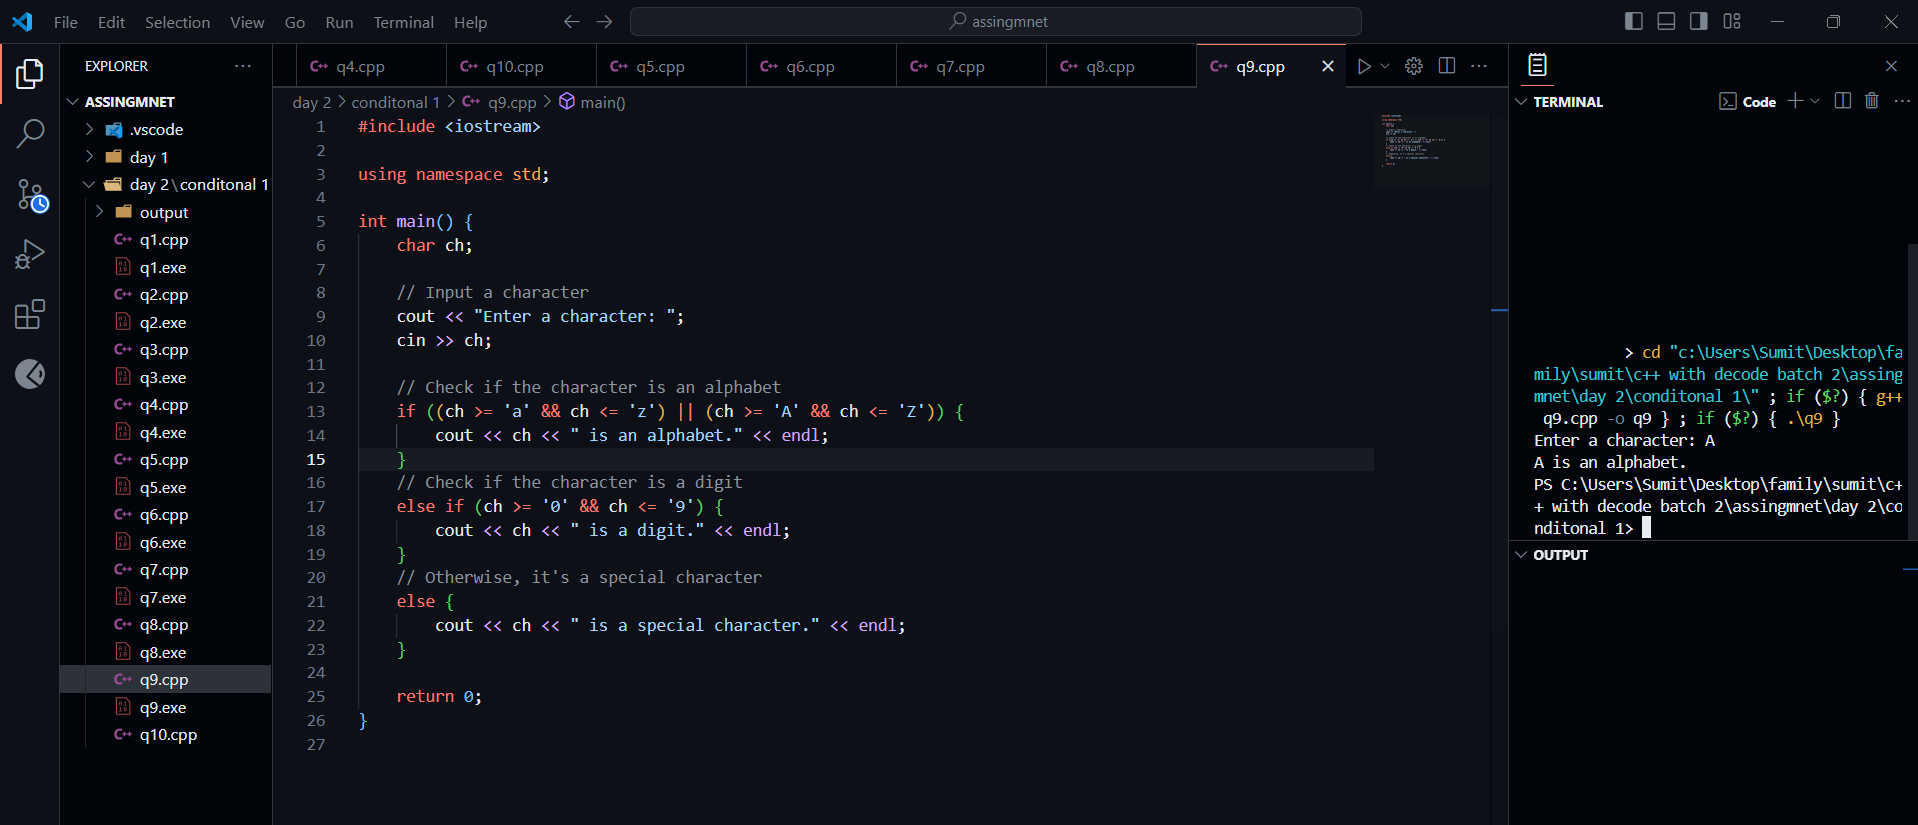 File Edit Selection View Go Run Terminal Help
assingmnet
EXPLORER
ASSINGMNET
.vscode
day 1
day 2\conditonal 1
output
q1.cpp
q1.exe
q2.cpp
q2.exe
q3.cpp
q3.exe
q4.cpp
q4.exe
q5.cpp
q5.exe
q6.cpp
q6.exe
q7.cpp
q7.exe
q8.cpp
q8.exe
q9.cpp
q9.exe
q10.cpp
q4.cpp q10.cpp q5.cpp q6.cpp q7.cpp q8.cpp q9.cpp
day 2 > conditonal 1 > q9.cpp > main()
1 #include <iostream>
2
3 using namespace std;
4
5 int main() {
6 char ch;
7
8 // Input a character
9 cout << "Enter a character: ";
10 cin >> ch;
11
12 // Check if the character is an alphabet
13 if ((ch >= 'a' && ch <= 'z') || (ch >= 'A' && ch <= 'Z')) {
14 cout << ch << " is an alphabet." << endl;
15 }
16 // Check if the character is a digit
17 else if (ch >= '0' && ch <= '9') {
18 cout << ch << " is a digit." << endl;
19 }
20 // Otherwise, it's a special character
21 else {
22 cout << ch << " is a special character." << endl;
23 }
24
25 return 0;
26 }
27
TERMINAL
Code
> cd "c:\Users\Sumit\Desktop\fa
mily\sumit\c++ with decode batch 2\assing
mnet\day 2\conditonal 1\" ; if ($?) { g++
q9.cpp -o q9 } ; if ($?) { .\q9 }
Enter a character: A
A is an alphabet.
PS C:\Users\Sumit\Desktop\family\sumit\c+
+ with decode batch 2\assingmnet\day 2\co
nditonal 1>
OUTPUT